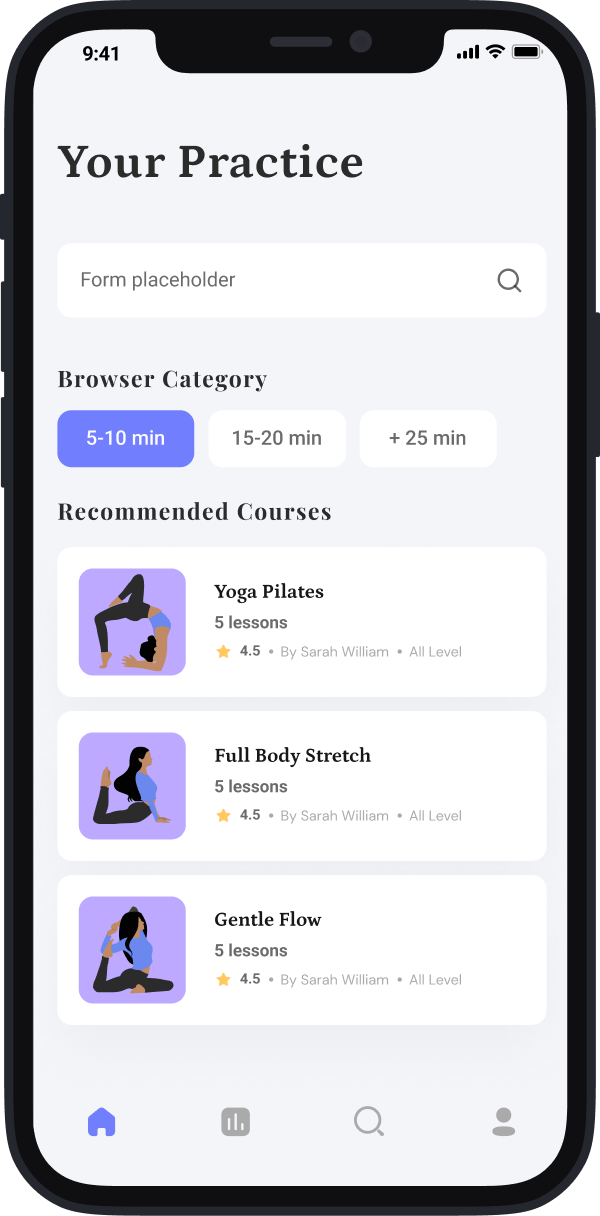 9:41
Your Practice
Form placeholder
Browser Category
5-10 min 15-20 min + 25 min
Recommended Courses
Yoga Pilates
5 lessons
4.5 • By Sarah William • All Level
Full Body Stretch
5 lessons
4.5 • By Sarah William • All Level
Gentle Flow
5 lessons
4.5 • By Sarah William • All Level